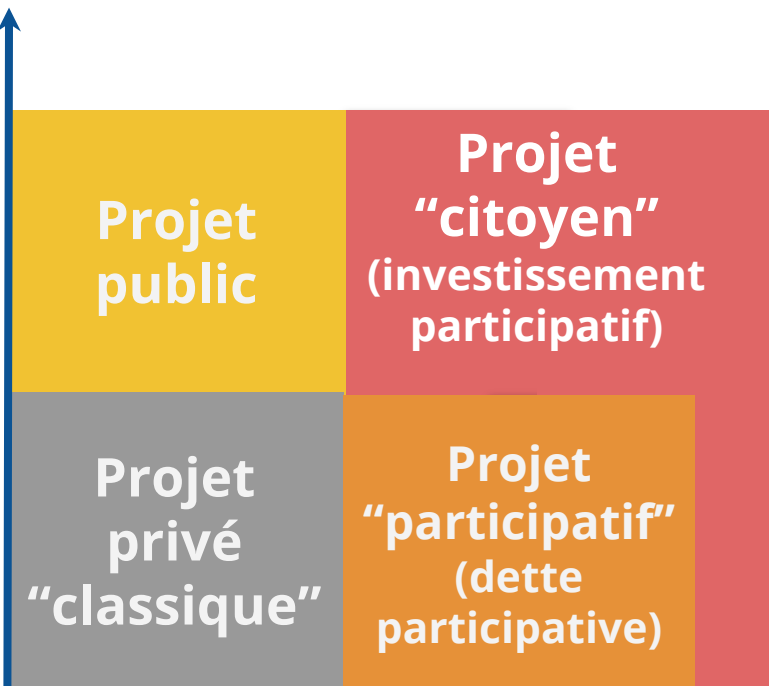 Projet
public
Projet
“citoyen”
(investissement
participatif)
Projet
privé
“classique”
Projet
“participatif”
(dette
participative)